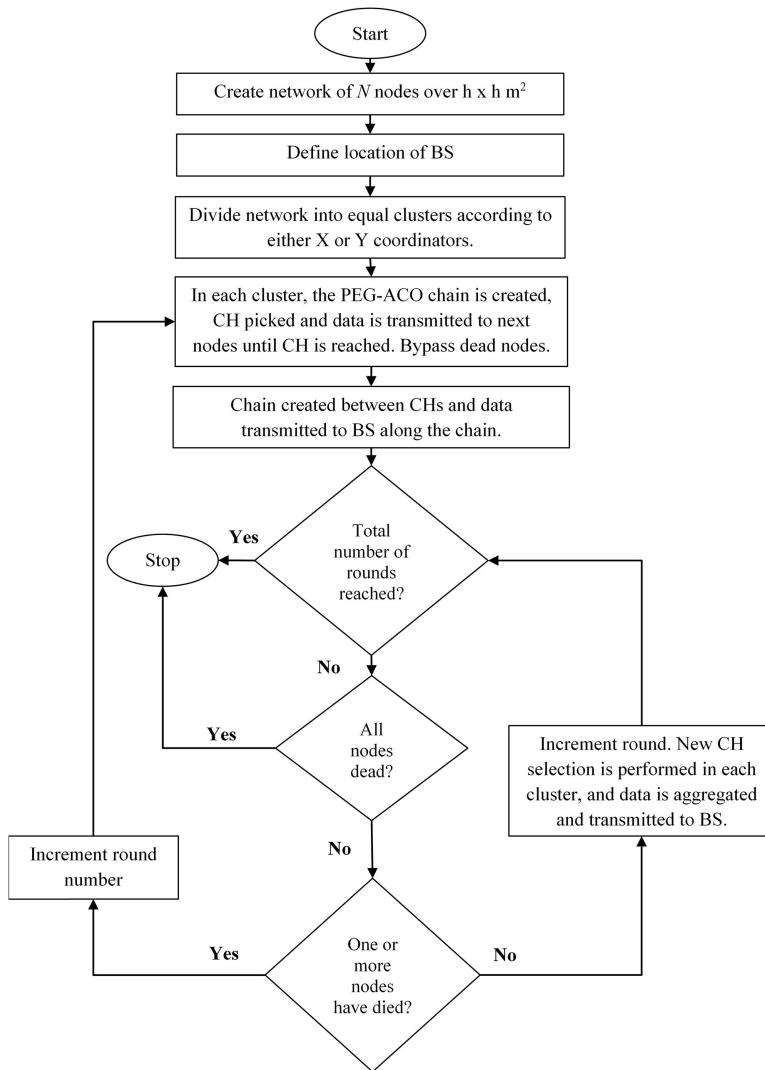 Start
Create network of N nodes over h x h m²
Define location of BS
Divide network into equal clusters according to
either X or Y coordinators.
In each cluster, the PEG-ACO chain is created,
CH picked and data is transmitted to next
nodes until CH is reached. Bypass dead nodes.
Chain created between CHs and data
transmitted to BS along the chain.
Total
number of
rounds
reached?
Yes
Stop
No
All
nodes
dead?
Yes
No
Increment round. New CH
selection is performed in each
cluster, and data is aggregated
and transmitted to BS.
Increment round
number
One or
more
nodes
have died?
Yes
No